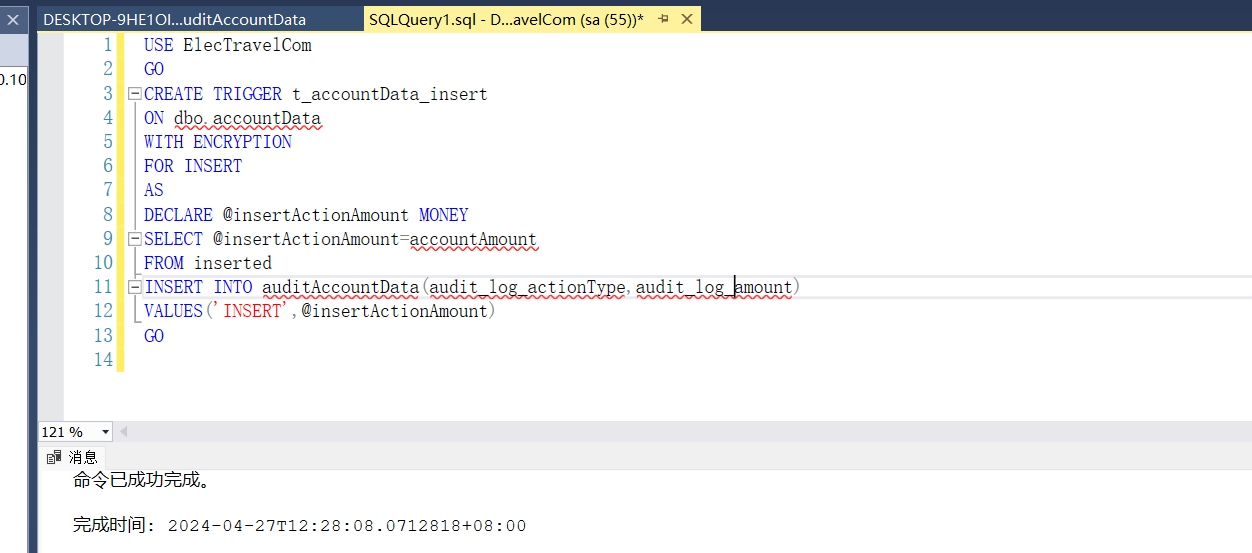 DESKTOP-9HE1OI...uditAccountData
SQLQuery1.sql - D...avelCom (sa (55))*
0.10
1 USE ElecTravelCom
2 GO
3 CREATE TRIGGER t_accountData_insert
4 ON dbo.accountData
5 WITH ENCRYPTION
6 FOR INSERT
7 AS
8 DECLARE @insertActionAmount MONEY
9 SELECT @insertActionAmount=accountAmount
10 FROM inserted
11 INSERT INTO auditAccountData(audit_log_actionType,audit_log_amount)
12 VALUES('INSERT',@insertActionAmount)
13 GO
14
121 %
消息
命令已成功完成。
完成时间: 2024-04-27T12:28:08.0712818+08:00